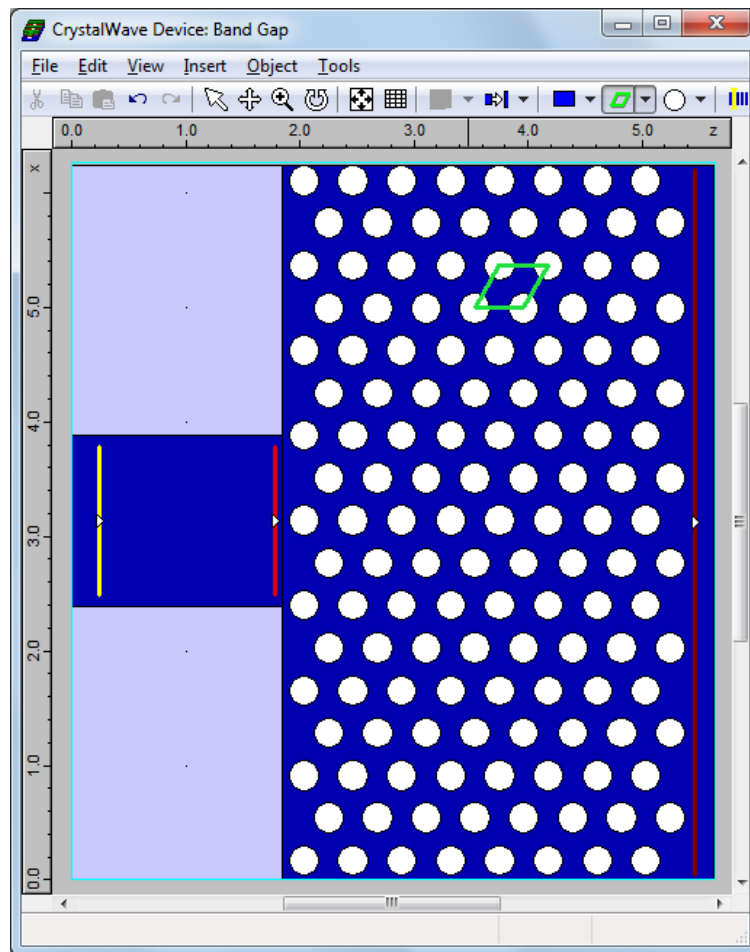 CrystalWave Device: Band Gap
File Edit View Insert Object Tools
0.0 1.0 2.0 3.0 4.0 5.0 z
x
5.0
4.0
3.0
2.0
1.0
0.0